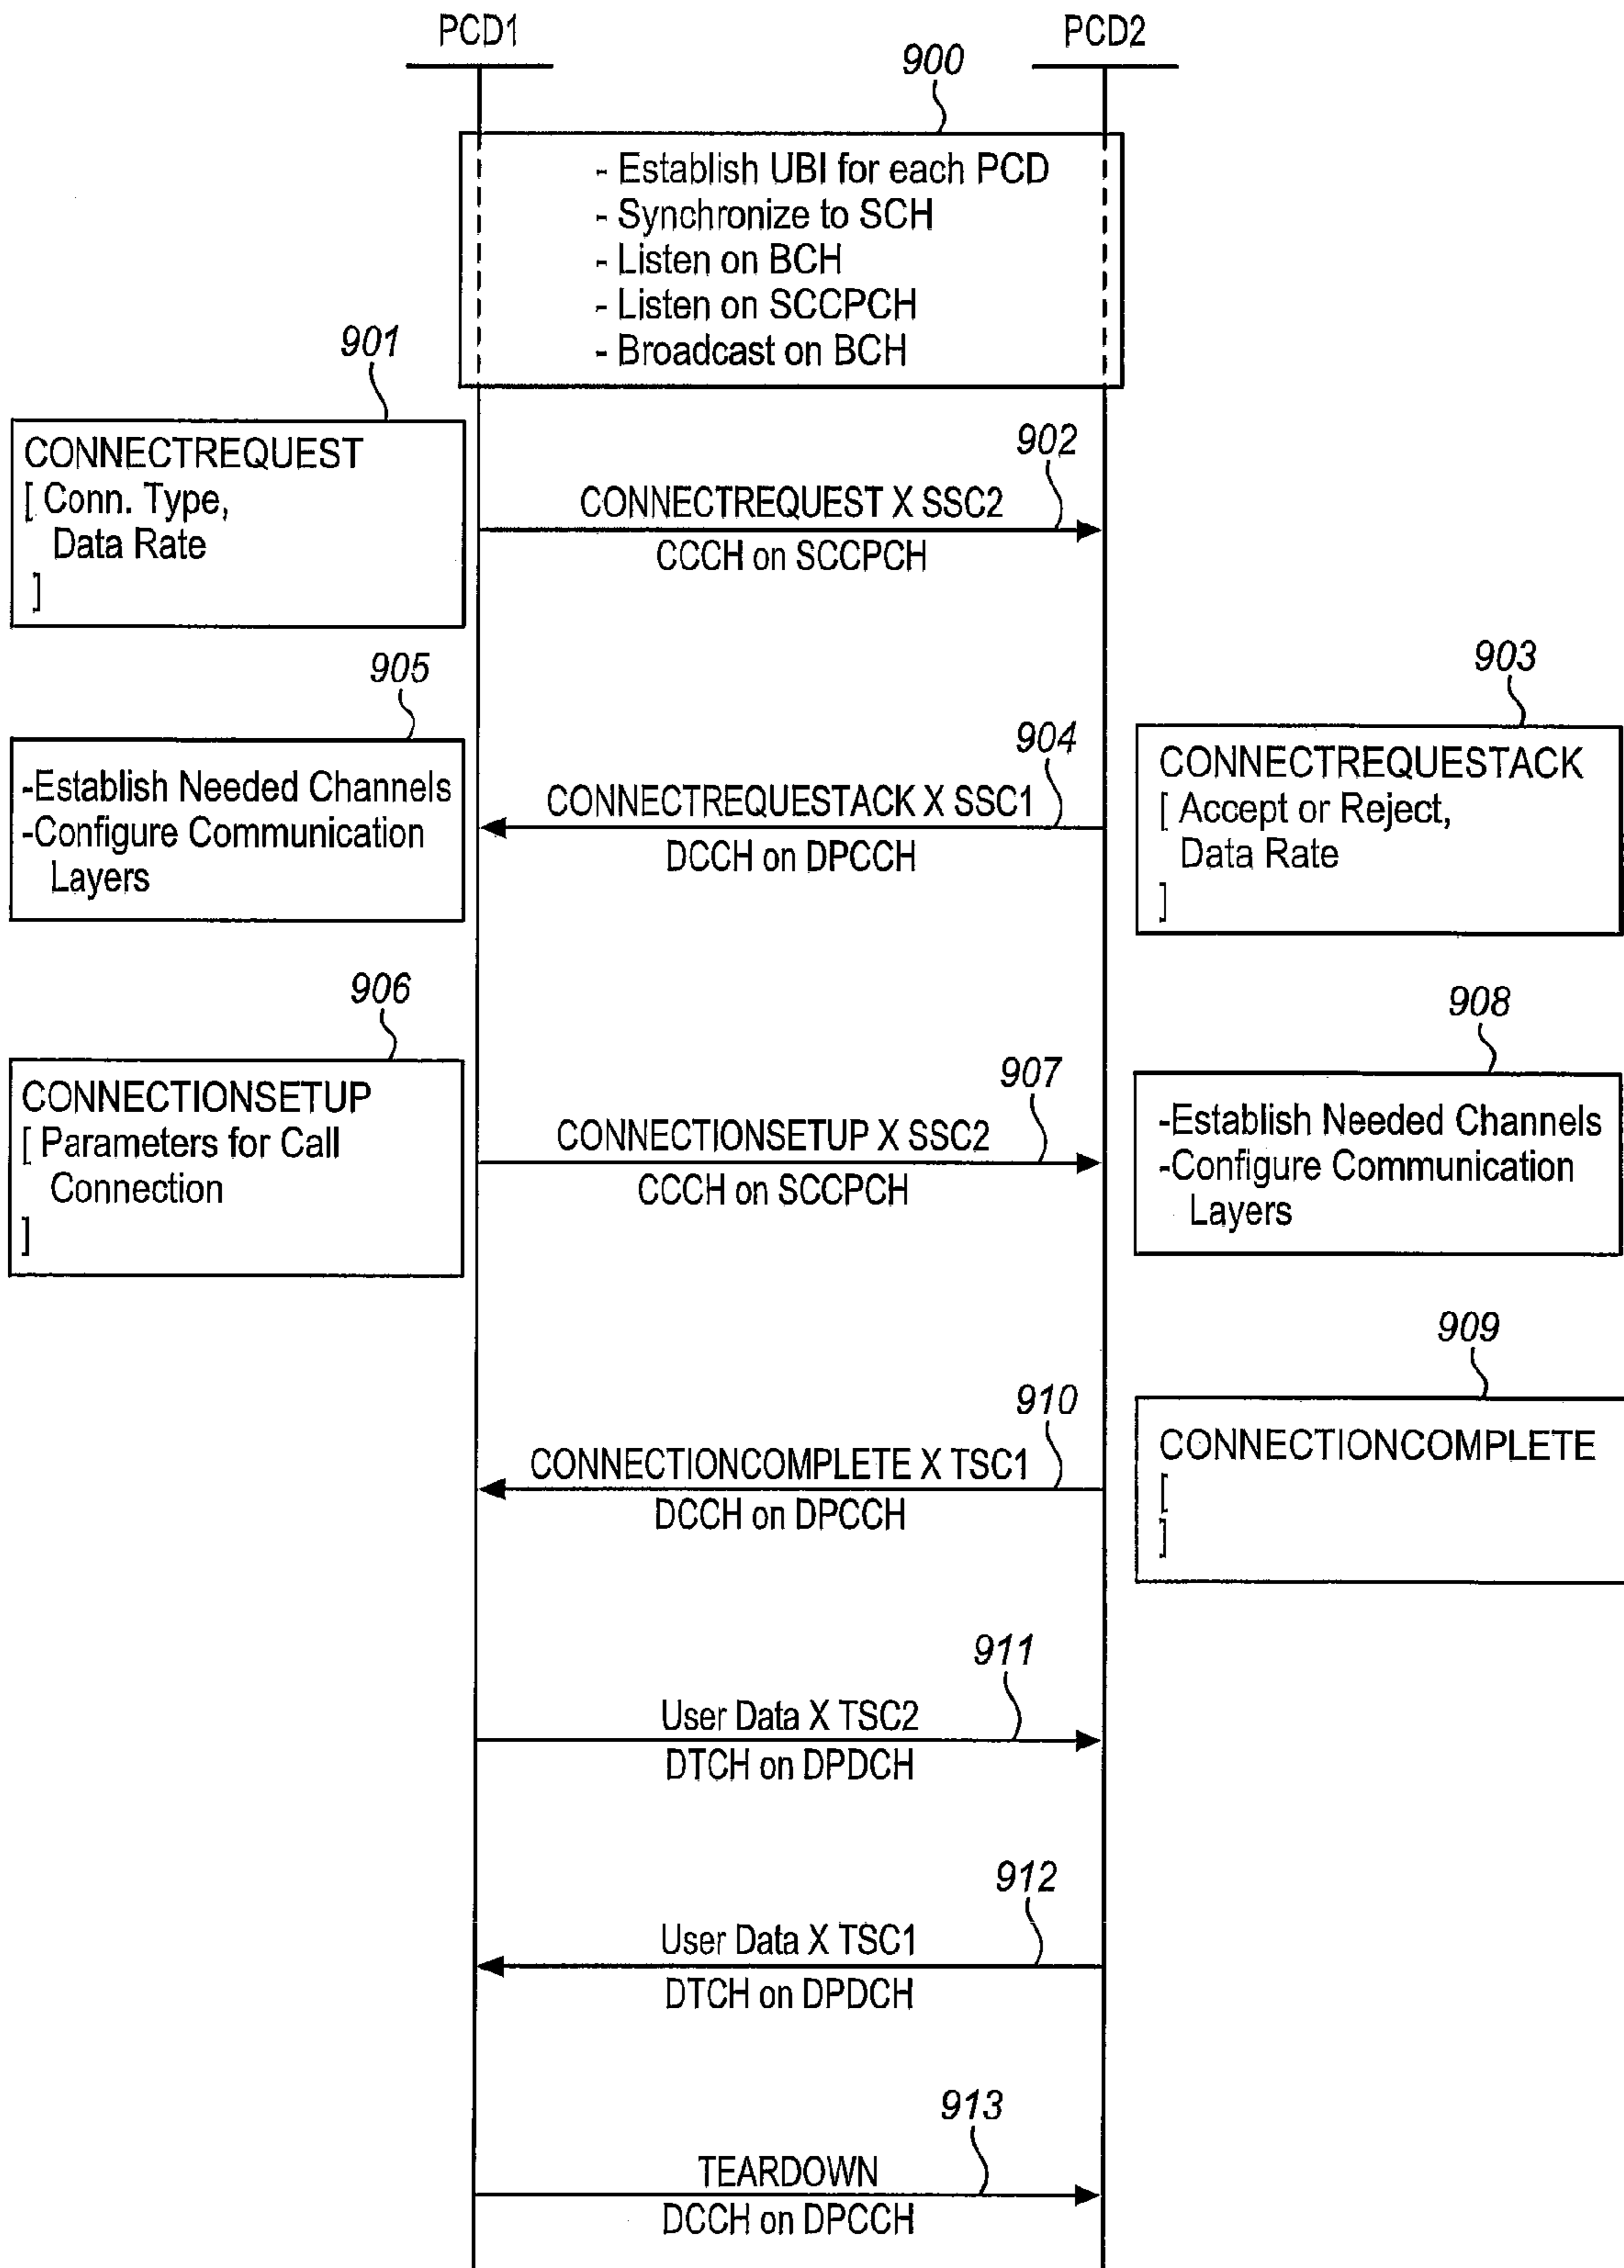 PCD1
PCD2
900
- Establish UBI for each PCD
- Synchronize to SCH
- Listen on BCH
- Listen on SCCPCH
- Broadcast on BCH
901
CONNECTREQUEST
[ Conn. Type,
Data Rate
]
902
CONNECTREQUEST X SSC2
CCCH on SCCPCH
903
CONNECTREQUESTACK
[ Accept or Reject,
Data Rate
]
904
CONNECTREQUESTACK X SSC1
DCCH on DPCCH
905
-Establish Needed Channels
-Configure Communication
Layers
906
CONNECTIONSETUP
[ Parameters for Call
Connection
]
907
CONNECTIONSETUP X SSC2
CCCH on SCCPCH
908
-Establish Needed Channels
-Configure Communication
Layers
909
CONNECTIONCOMPLETE
[
]
910
CONNECTIONCOMPLETE X TSC1
DCCH on DPCCH
911
User Data X TSC2
DTCH on DPDCH
912
User Data X TSC1
DTCH on DPDCH
913
TEARDOWN
DCCH on DPCCH